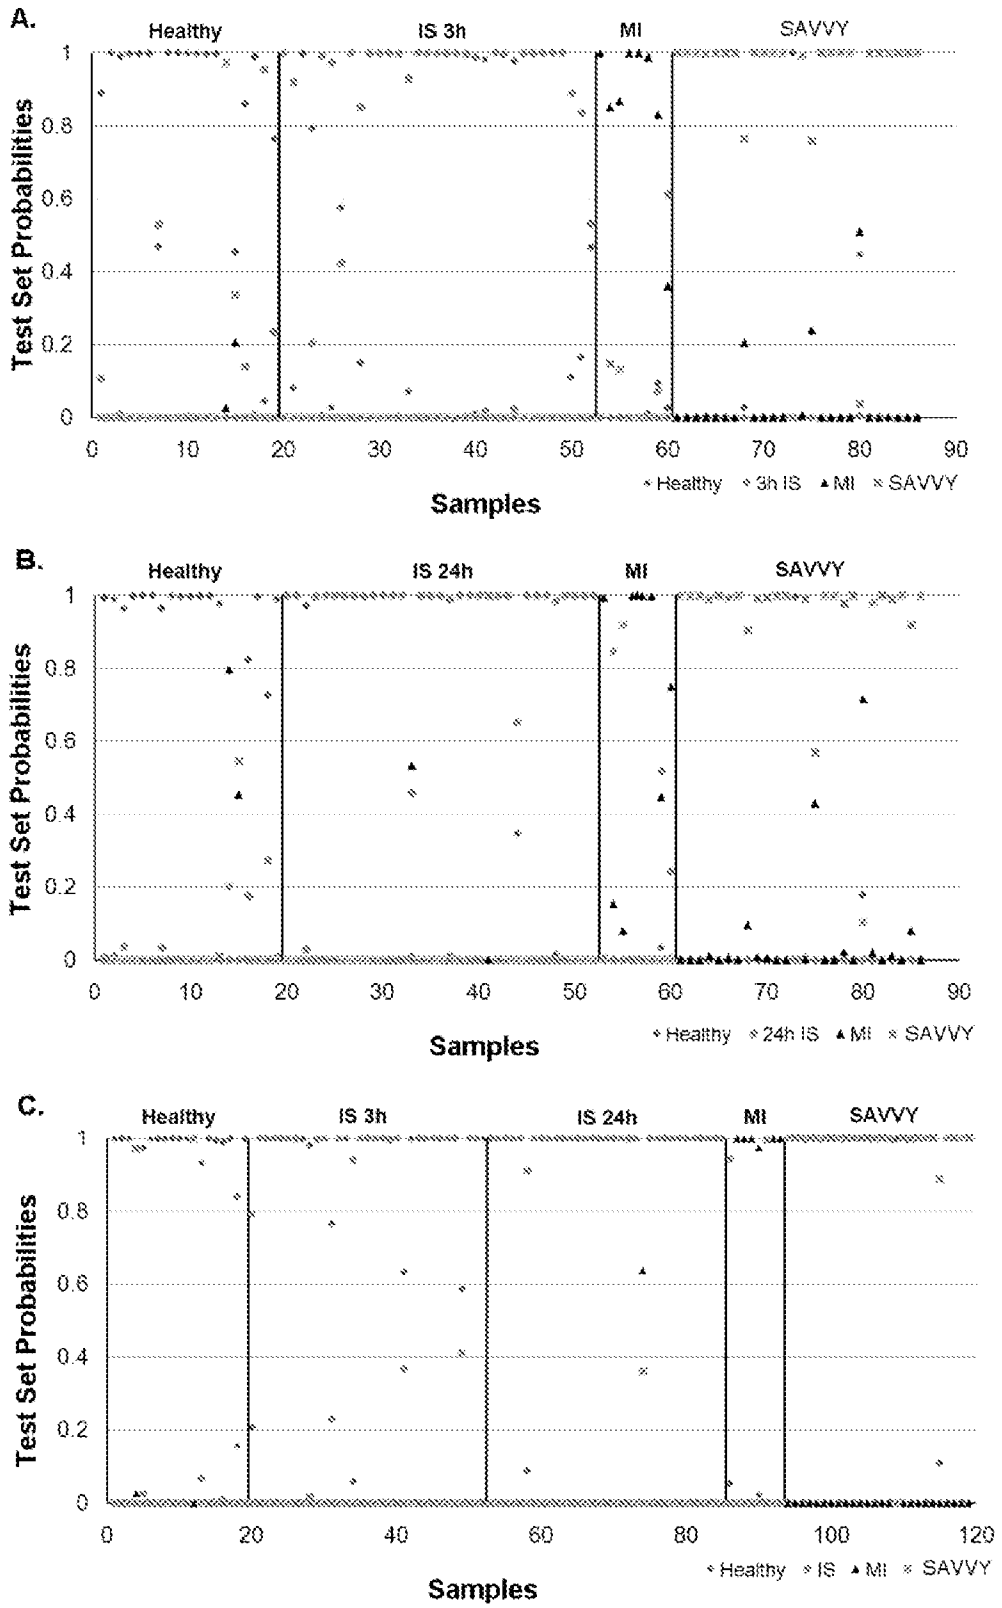 A.
Healthy IS 3h MI SAVVY
Test Set Probabilities
1
0.8
0.6
0.4
0.2
0
0 10 20 30 40 50 60 70 80 90
Healthy 3h IS MI SAVVY
Samples
B.
Healthy IS 24h MI SAVVY
Test Set Probabilities
1
0.8
0.6
0.4
0.2
0
0 10 20 30 40 50 60 70 80 90
Healthy 24h IS MI SAVVY
Samples
C.
Healthy IS 3h IS 24h MI SAVVY
Test Set Probabilities
1
0.8
0.6
0.4
0.2
0
0 20 40 60 80 100 120
Healthy IS MI SAVVY
Samples